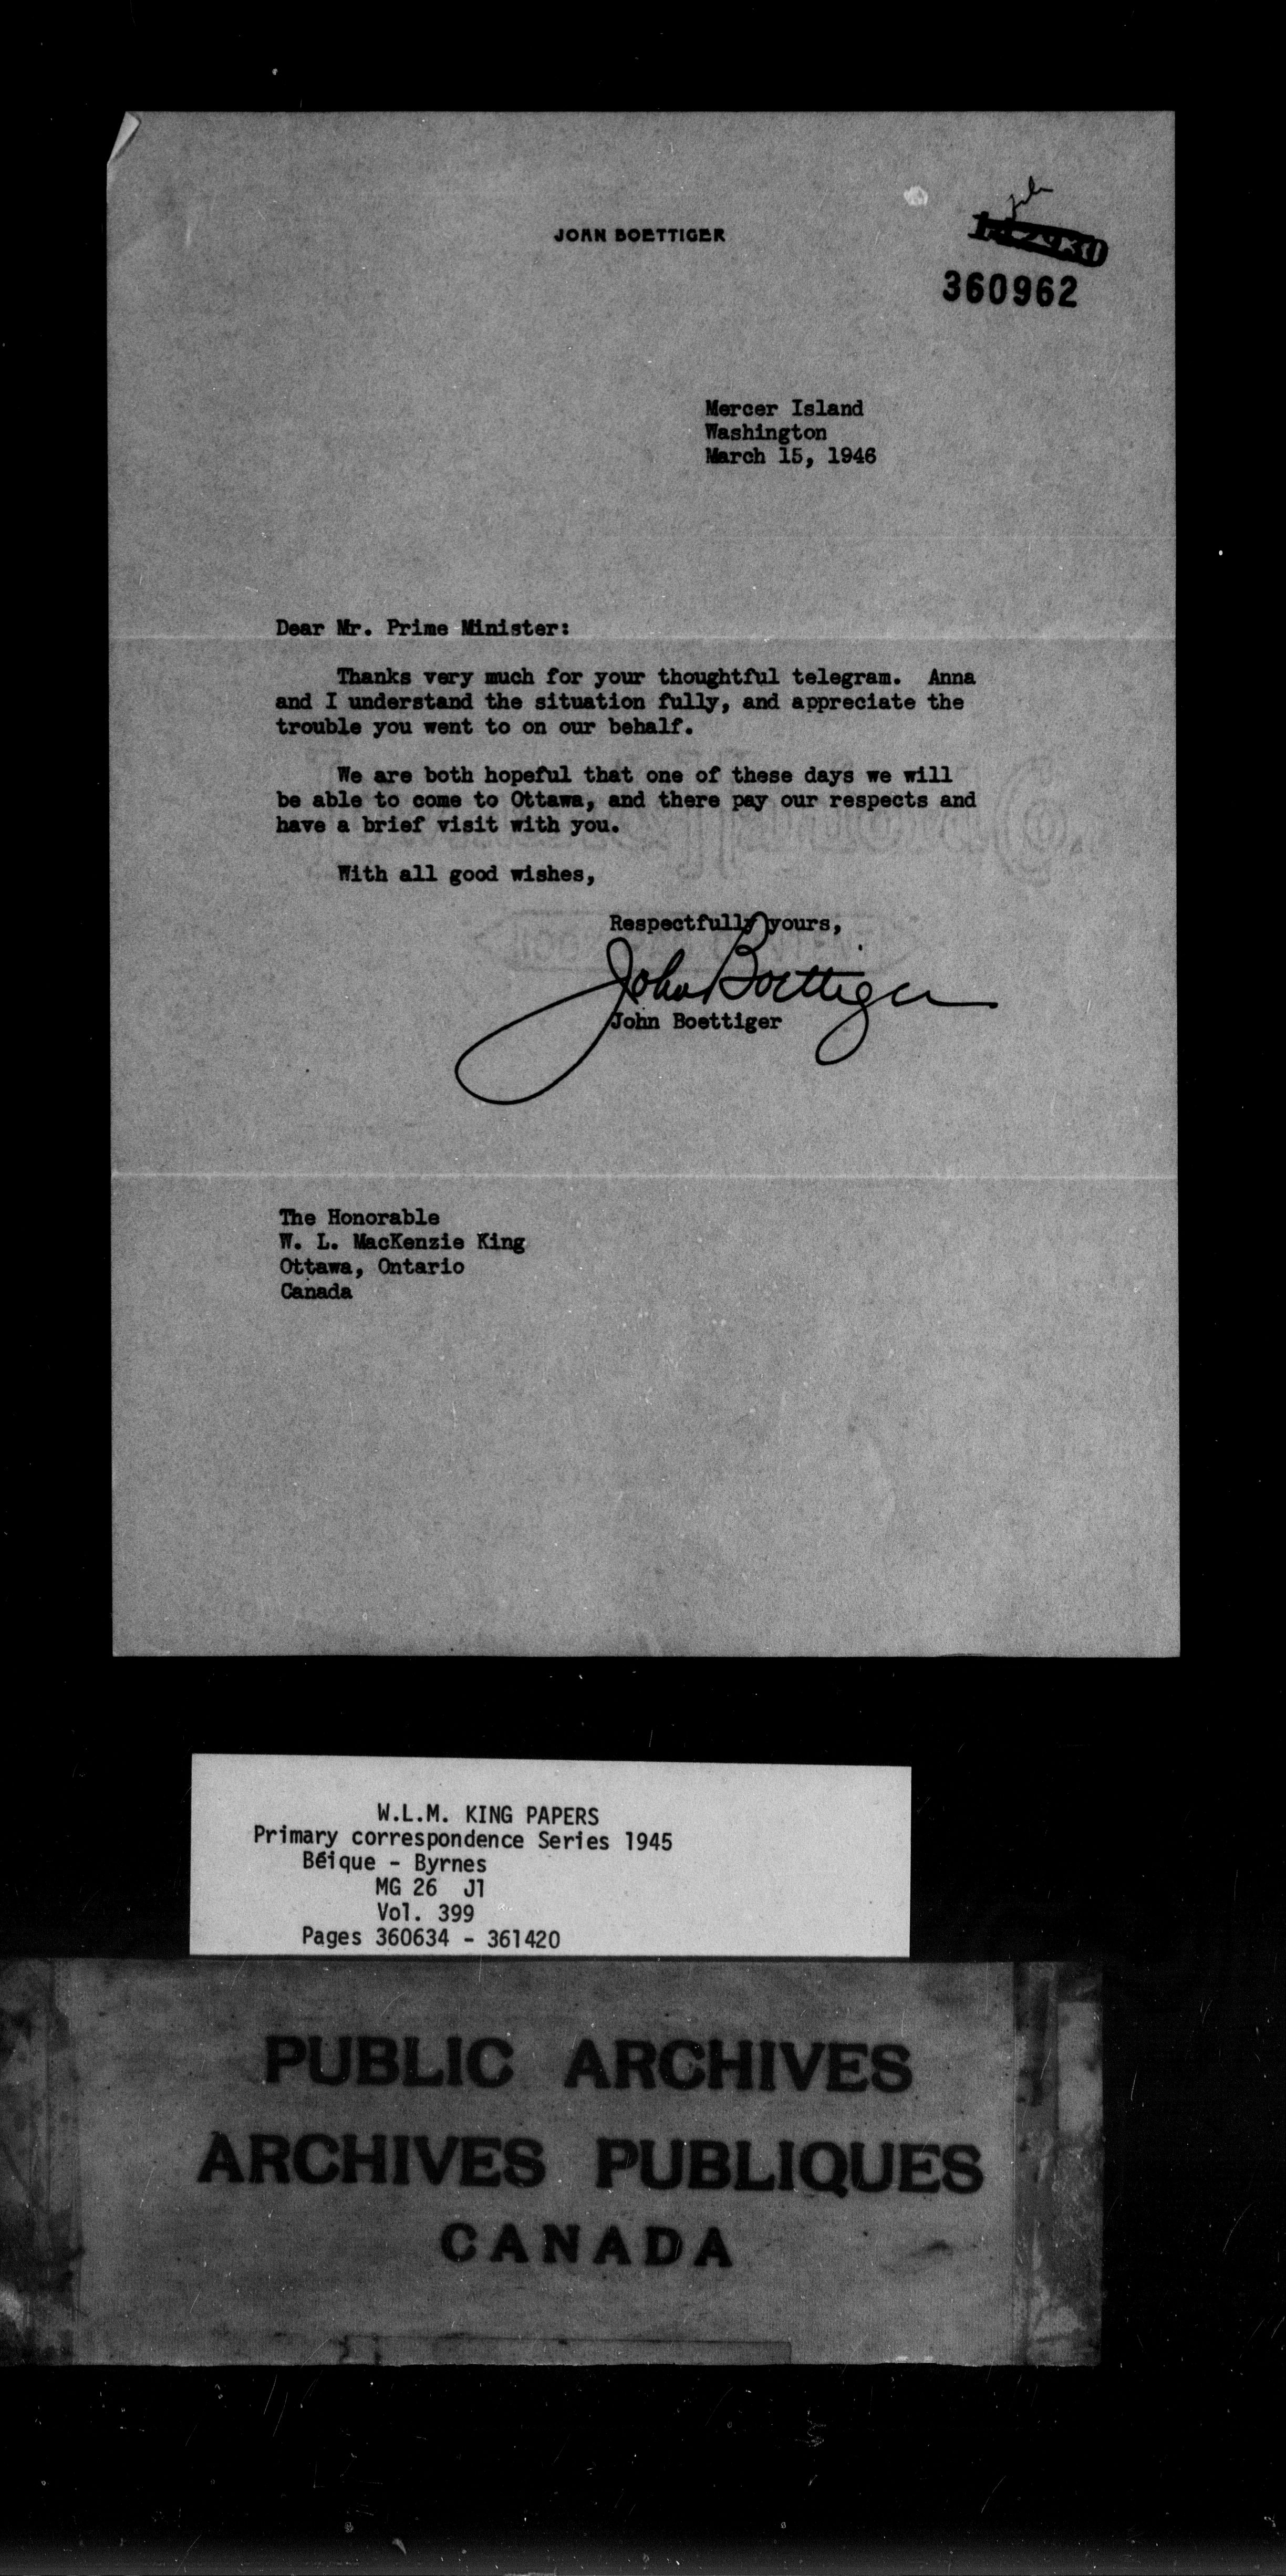 JOHN BOETTIGER
360962
Mercer Island
Washington
March 15, 1946
Dear Mr. Prime Minister:
Thanks very much for your thoughtful telegram. Anna
and I understand the situation fully, and appreciate the
trouble you went to on our behalf.
We are both hopeful that one of these days we will
be able to come to Ottawa, and there pay our respects and
have a brief visit with you.
With all good wishes,
Respectfully yours,
John Boettiger
John Boettiger
The Honorable
W. L. MacKenzie King
Ottawa, Ontario
Canada
W.L.M. KING PAPERS
Primary correspondence Series 1945
Béique - Byrnes
MG 26 J1
Vol. 399
Pages 360634 - 361420
PUBLIC ARCHIVES
ARCHIVES PUBLIQUES
CANADA